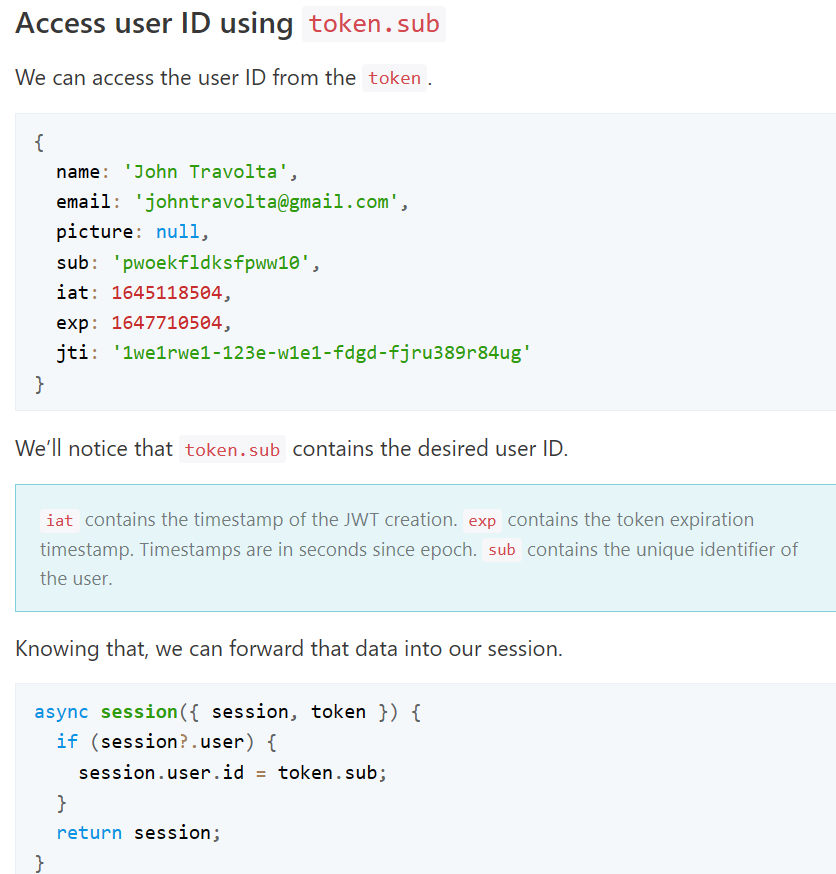 Access user ID using token.sub
We can access the user ID from the token.
{
  name: 'John Travolta',
  email: 'johntravolta@gmail.com',
  picture: null,
  sub: 'pwoekfldksfpww10',
  iat: 1645118504,
  exp: 1647710504,
  jti: '1we1rwe1-123e-w1e1-fdgd-fjru389r84ug'
}
We’ll notice that token.sub contains the desired user ID.
iat contains the timestamp of the JWT creation. exp contains the token expiration
timestamp. Timestamps are in seconds since epoch. sub contains the unique identifier of
the user.
Knowing that, we can forward that data into our session.
async session({ session, token }) {
  if (session?.user) {
    session.user.id = token.sub;
  }
  return session;
}